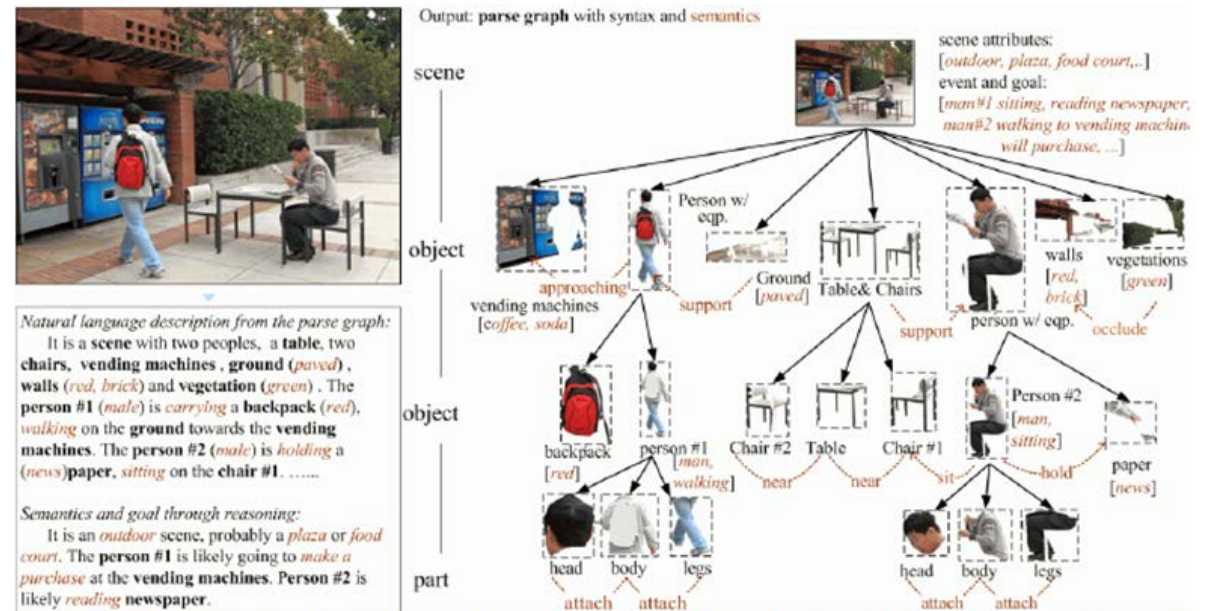 Output: parse graph with syntax and semantics
scene
scene attributes:
[outdoor, plaza, food court,..]
event and goal:
[man#1 sitting, reading newspaper,
man#2 walking to vending machin
will purchase, ...]
Person w/
eqp.
object
approaching
vending machines
[coffee, soda]
support
Ground
[paved]
Table& Chairs
support
person w/ eqp.
walls
[red,
brick]
vegetations
[green]
occlude
Natural language description from the parse graph:
It is a scene with two peoples, a table, two
chairs, vending machines , ground (paved) ,
walls (red, brick) and vegetation (green) . The
person #1 (male) is carrying a backpack (red),
walking on the ground towards the vending
machines. The person #2 (male) is holding a
(news)paper, sitting on the chair #1. ......
Semantics and goal through reasoning:
It is an outdoor scene, probably a plaza or food
court. The person #1 is likely going to make a
purchase at the vending machines. Person #2 is
likely reading newspaper.
object
backpack
[red]
person #1
[man,
walking]
Chair #2
Table
Chair #1
near
near
sit
Person #2
[man,
sitting]
hold
paper
[news]
part
head
body
legs
attach
attach
head
body
legs
attach
attach